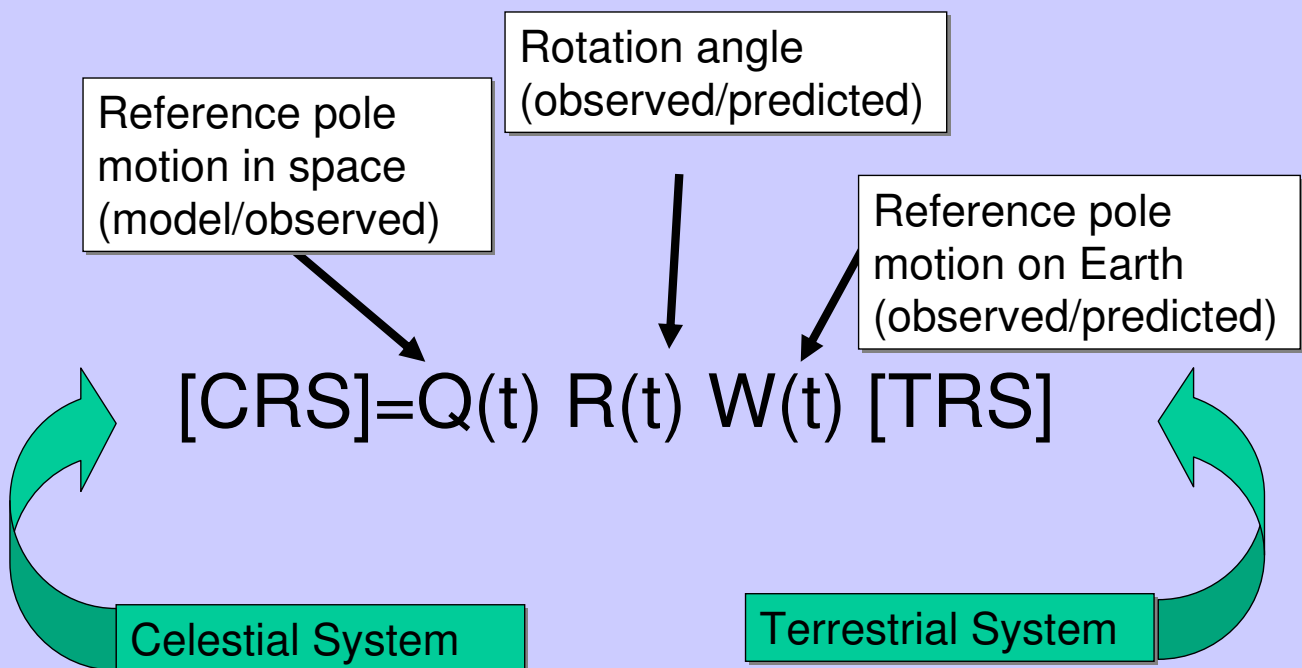 Rotation angle
(observed/predicted)
Reference pole
motion in space
(model/observed)
Reference pole
motion on Earth
(observed/predicted)
[CRS]=Q(t) R(t) W(t) [TRS]
Celestial System
Terrestrial System